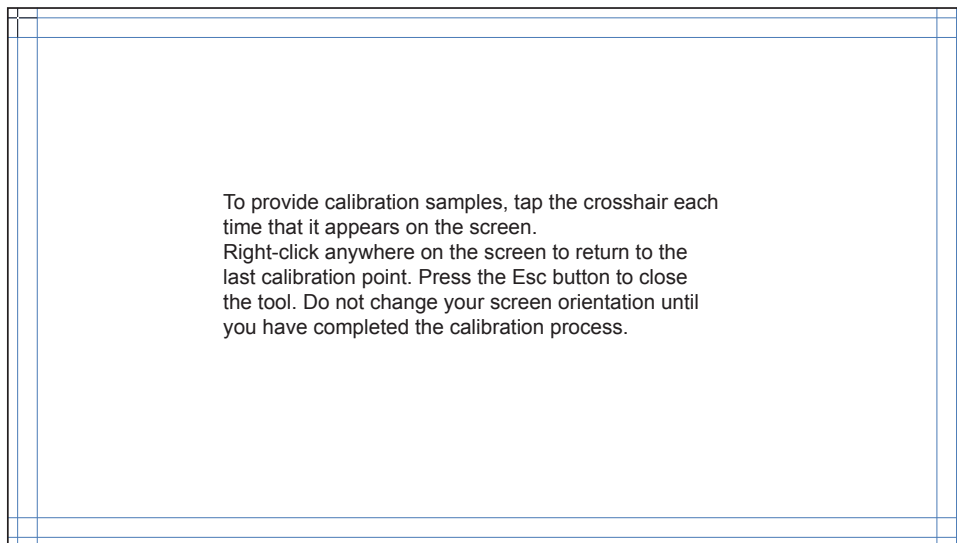 To provide calibration samples, tap the crosshair each
time that it appears on the screen.
Right-click anywhere on the screen to return to the
last calibration point. Press the Esc button to close
the tool. Do not change your screen orientation until
you have completed the calibration process.